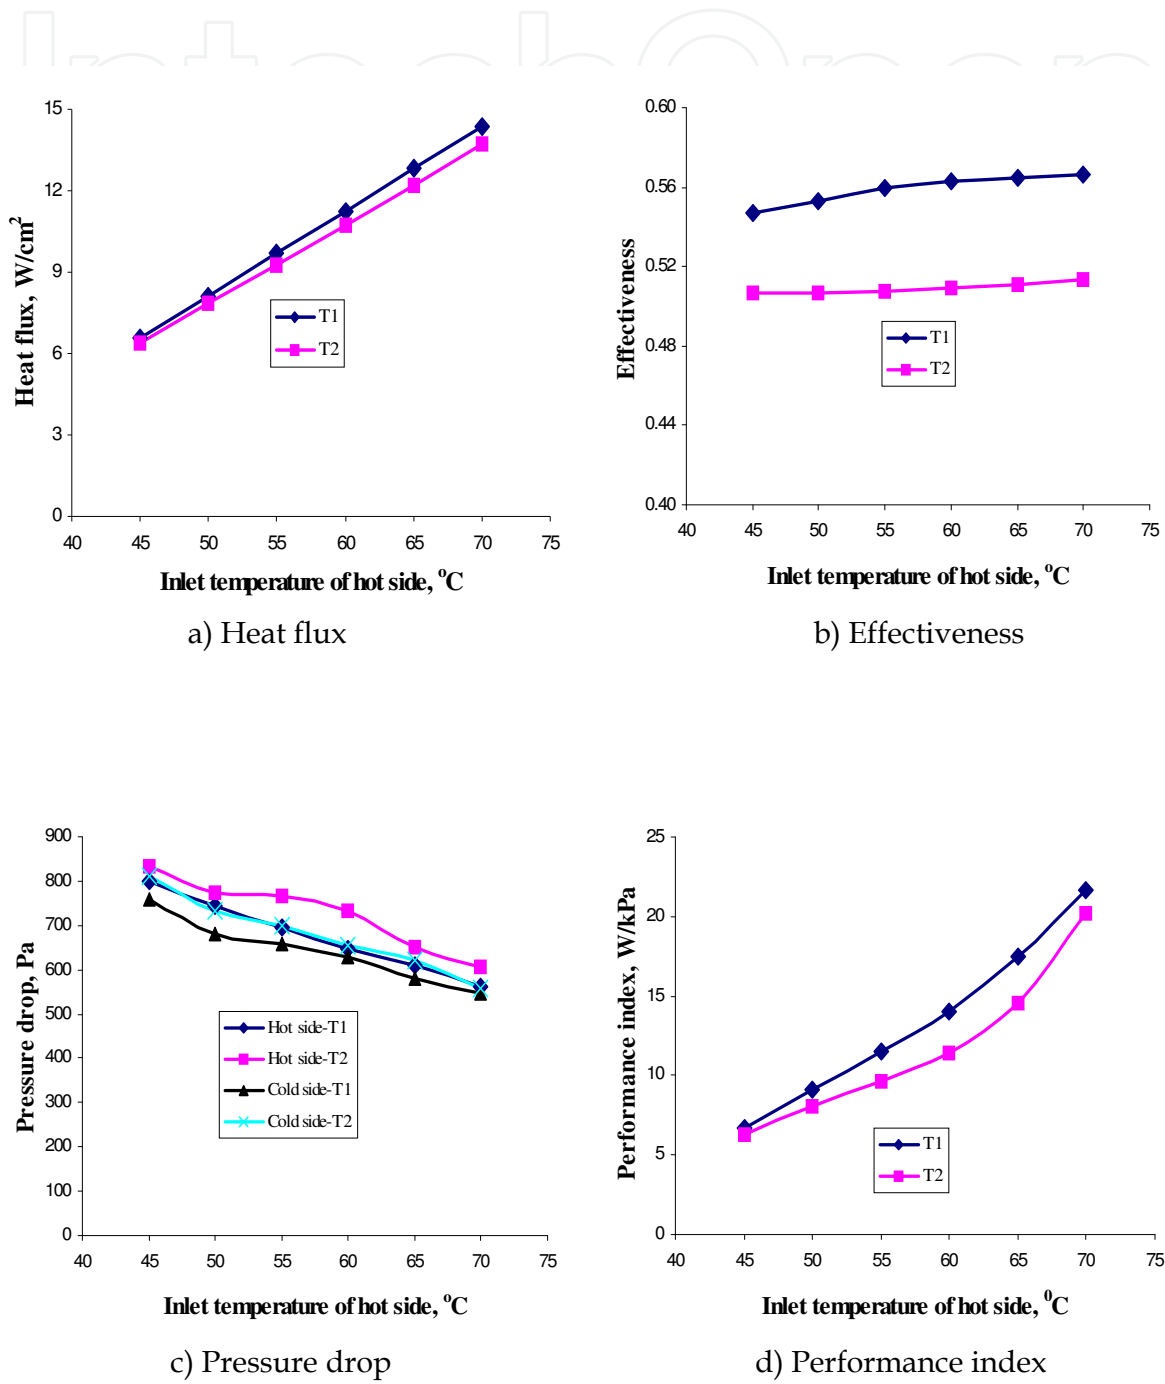 IntechOpen
15
12
9
6
3
0
40 45 50 55 60 65 70 75
Heat flux, W/cm²
T1
T2
Inlet temperature of hot side, °C
a) Heat flux
0.60
0.56
0.52
0.48
0.44
0.40
40 45 50 55 60 65 70 75
Effectiveness
T1
T2
Inlet temperature of hot side, °C
b) Effectiveness
900
800
700
600
500
400
300
200
100
0
40 45 50 55 60 65 70 75
Pressure drop, Pa
Hot side-T1
Hot side-T2
Cold side-T1
Cold side-T2
Inlet temperature of hot side, °C
c) Pressure drop
25
20
15
10
5
0
40 45 50 55 60 65 70 75
Performance index, W/kPa
T1
T2
Inlet temperature of hot side, ⁰C
d) Performance index